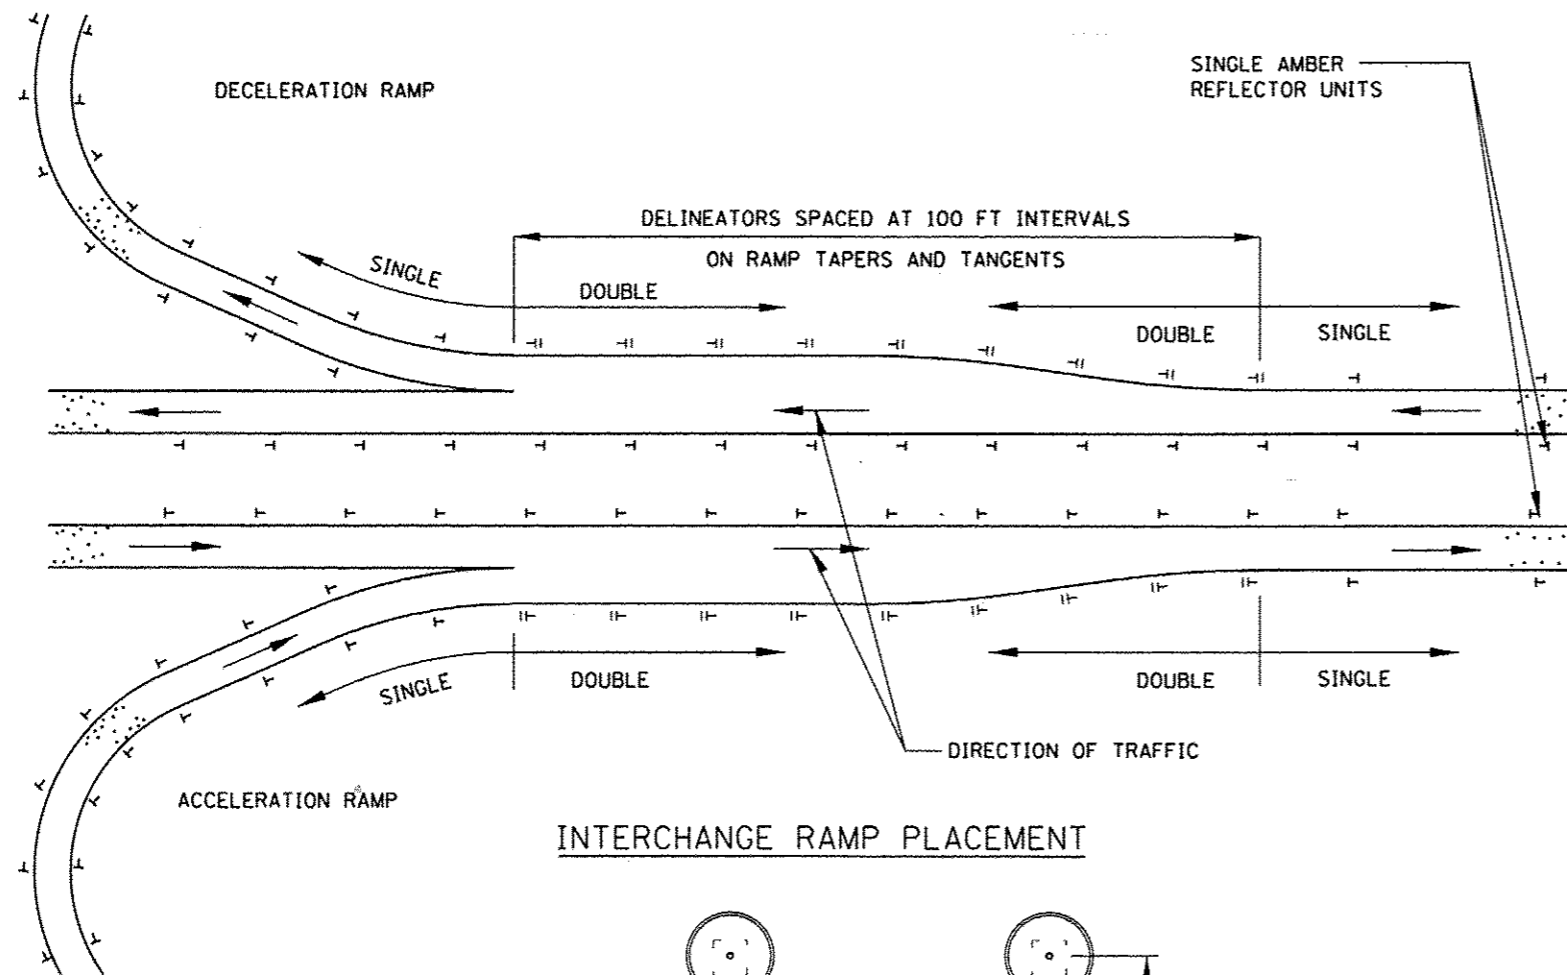 DECELERATION RAMP
SINGLE AMBER
REFLECTOR UNITS
DELINEATORS SPACED AT 100 FT INTERVALS
ON RAMP TAPERS AND TANGENTS
SINGLE
DOUBLE
DOUBLE
SINGLE
SINGLE
DOUBLE
DOUBLE
SINGLE
DIRECTION OF TRAFFIC
ACCELERATION RAMP
INTERCHANGE RAMP PLACEMENT